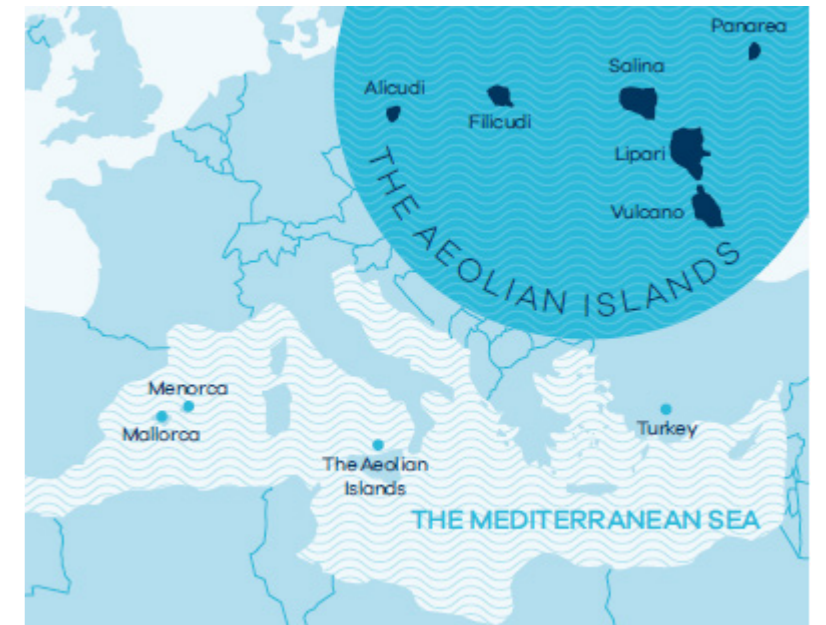 Panarea
Salina
Alicudi
Filicudi
Lipari
Vulcano
THE AEOLIAN ISLANDS
Menorca
Mallorca
The Aeolian
Islands
Turkey
THE MEDITERRANEAN SEA